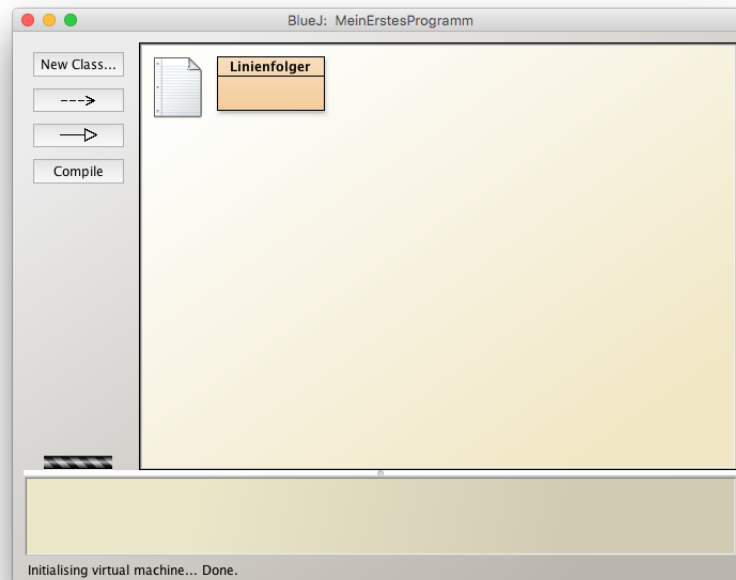 BlueJ: MeinErstesProgramm
New Class...
Linienfolger
Compile
Initialising virtual machine... Done.